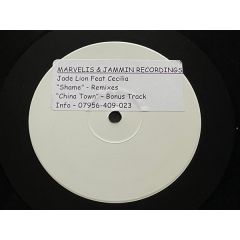 MARVELIS & JAMMIN RECORDINGS
Jade Lion Feat Cecilia
"Shame" - Remixes
"China Town" - Bonus Track
Info - 07956-409-023